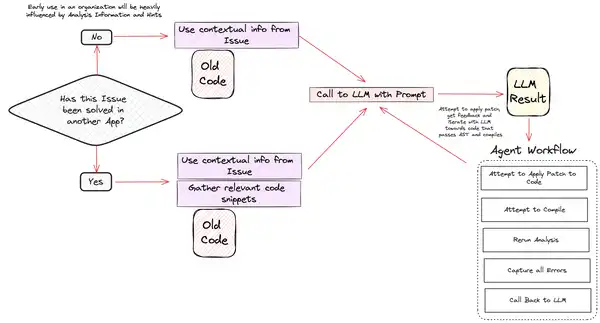 Early use in an organization will be heavily
influenced by Analysis Information and Hints
No
Use contextual info from
Issue
Old
Code
Has this Issue
been solved in
another App?
Call to LLM with Prompt
LLM
Result
Attempt to apply patch,
get feedback and
iterate with LLM
towards code that
passes AST and compiles
Yes
Use contextual info from
Issue
Gather relevant code
snippets
Old
Code
Agent Workflow
Attempt to Apply Patch to
Code
Attempt to Compile
Rerun Analysis
Capture all Errors
Call Back to LLM